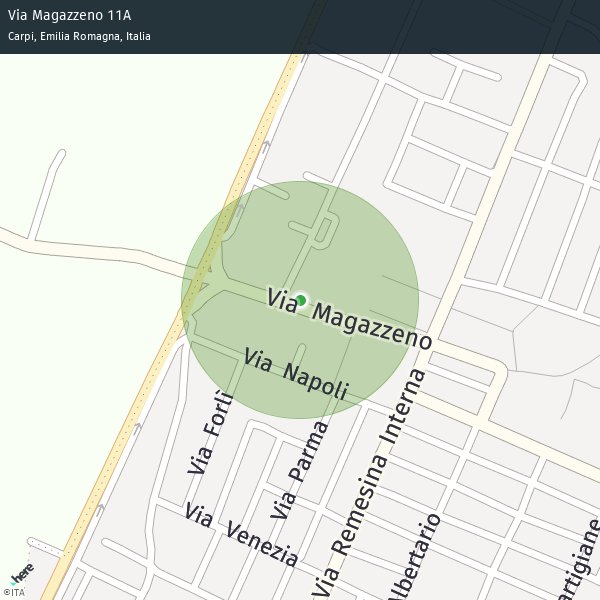 Via Magazzeno 11A
Carpi, Emilia Romagna, Italia
Via Magazzeno
Via Napoli
Via Forlì
Via Parma
Via Remesina Interna
Via Venezia
Albertario
artigiane
here
©ITA